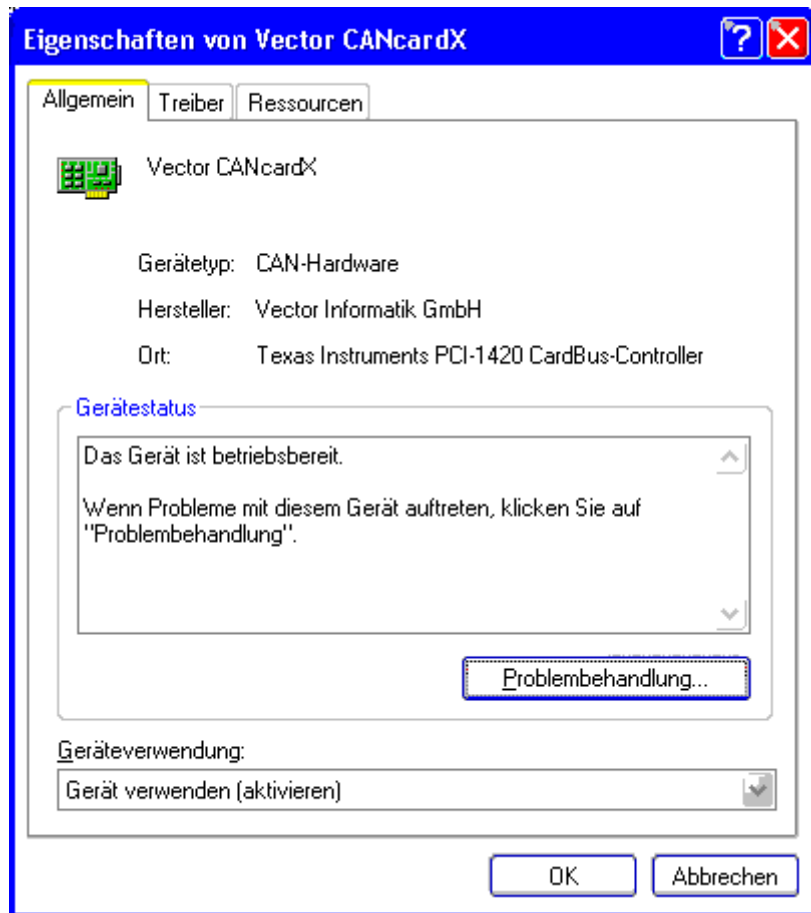 Eigenschaften von Vector CANcardX
Allgemein Treiber Ressourcen
Vector CANcardX
Gerätetyp: CAN-Hardware
Hersteller: Vector Informatik GmbH
Ort: Texas Instruments PCI-1420 CardBus-Controller
Gerätestatus
Das Gerät ist betriebsbereit.
Wenn Probleme mit diesem Gerät auftreten, klicken Sie auf
"Problembehandlung".
Problembehandlung...
Geräteverwendung:
Gerät verwenden (aktivieren)
OK Abbrechen